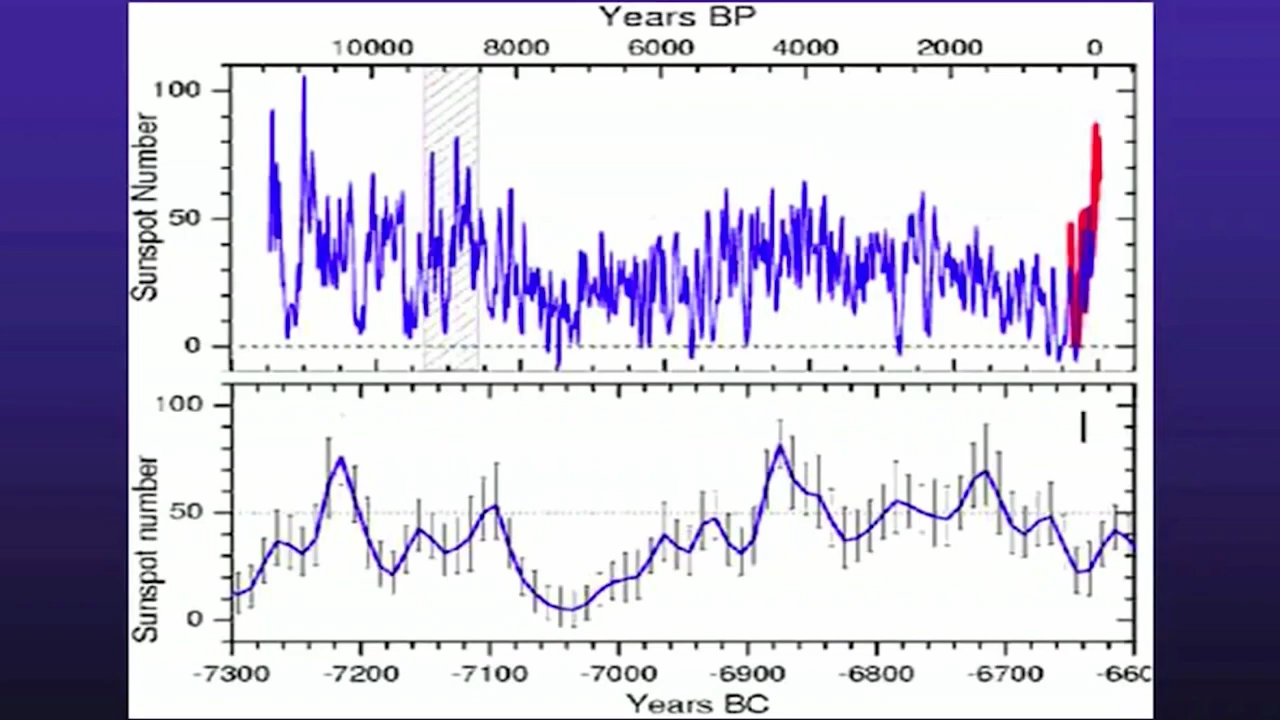 Years BP
10000 8000 6000 4000 2000 0
Sunspot Number
100
50
0
Sunspot number
100
50
0
-7300 -7200 -7100 -7000 -6900 -6800 -6700 -660
Years BC